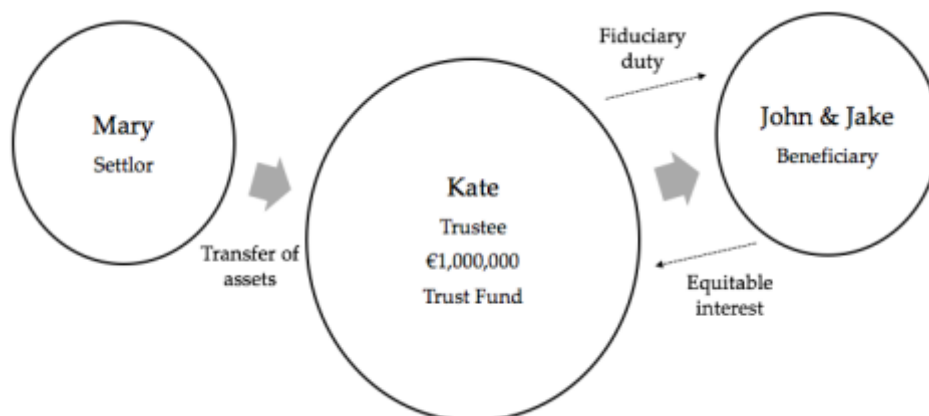 Mary
Settlor
Transfer of
assets
Kate
Trustee
€1,000,000
Trust Fund
Fiduciary
duty
John & Jake
Beneficiary
Equitable
interest